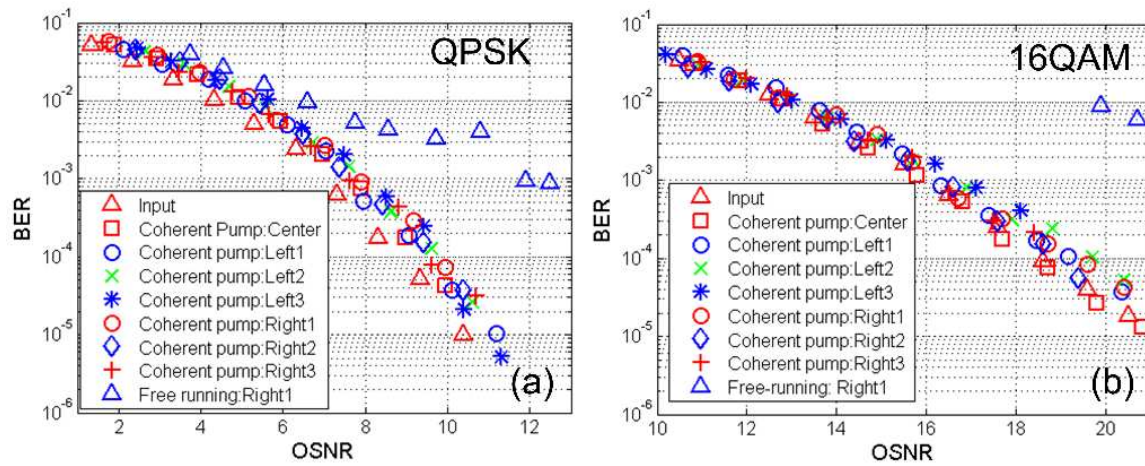 QPSK
BER
10^-1
10^-2
10^-3
10^-4
10^-5
10^-6
Input
Coherent Pump:Center
Coherent pump:Left1
Coherent pump:Left2
Coherent pump:Left3
Coherent pump:Right1
Coherent pump:Right2
Coherent pump:Right3
Free running:Right1
(a)
2 4 6 8 10 12
OSNR
16QAM
BER
10^-1
10^-2
10^-3
10^-4
10^-5
10^-6
Input
Coherent pump:Center
Coherent pump:Left1
Coherent pump:Left2
Coherent pump:Left3
Coherent pump:Right1
Coherent pump:Right2
Coherent pump:Right3
Free-running: Right1
(b)
10 12 14 16 18 20
OSNR